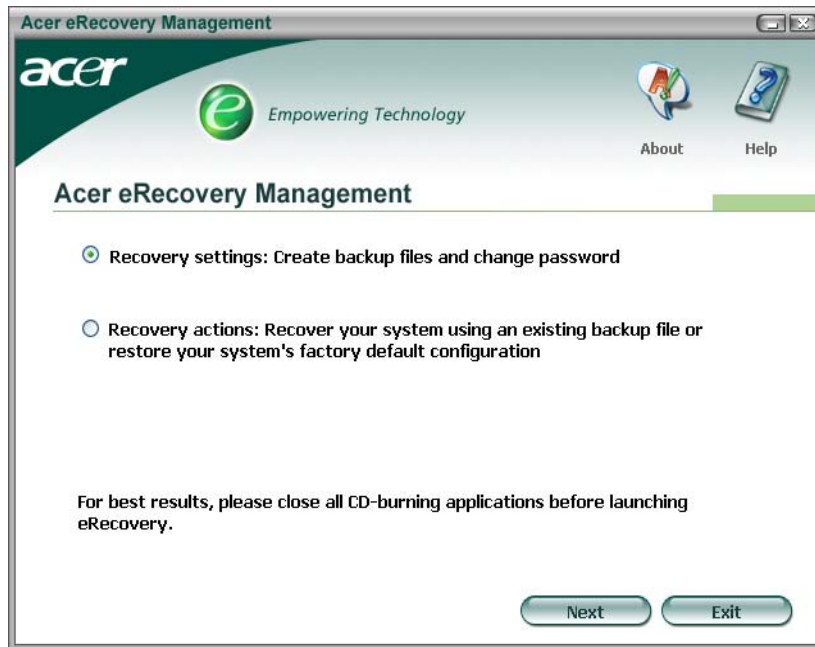 Acer eRecovery Management
acer
e Empowering Technology
About
Help
Acer eRecovery Management
Recovery settings: Create backup files and change password
Recovery actions: Recover your system using an existing backup file or
restore your system's factory default configuration
For best results, please close all CD-burning applications before launching
eRecovery.
Next
Exit